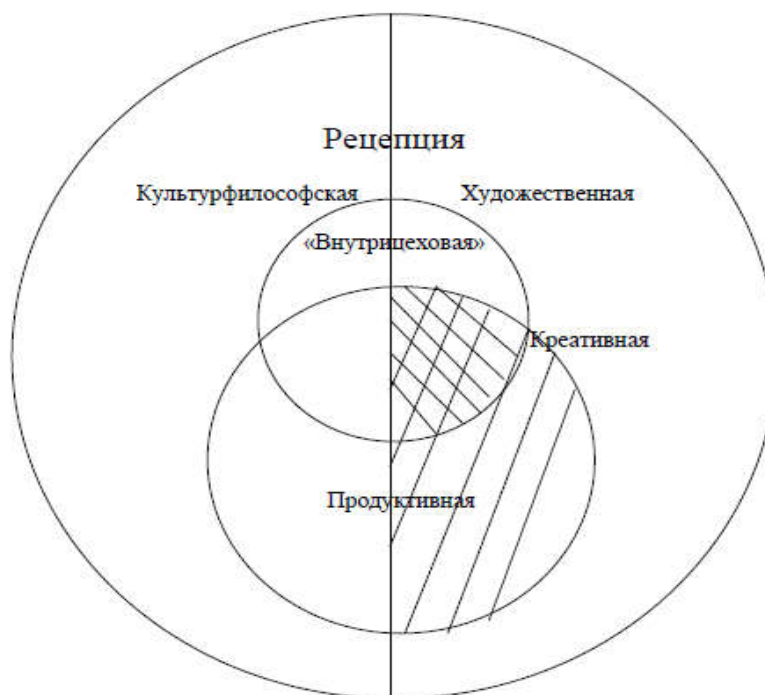 Рецепция
Культурфилософская
Художественная
«Внутрицеховая»
Креативная
Продуктивная